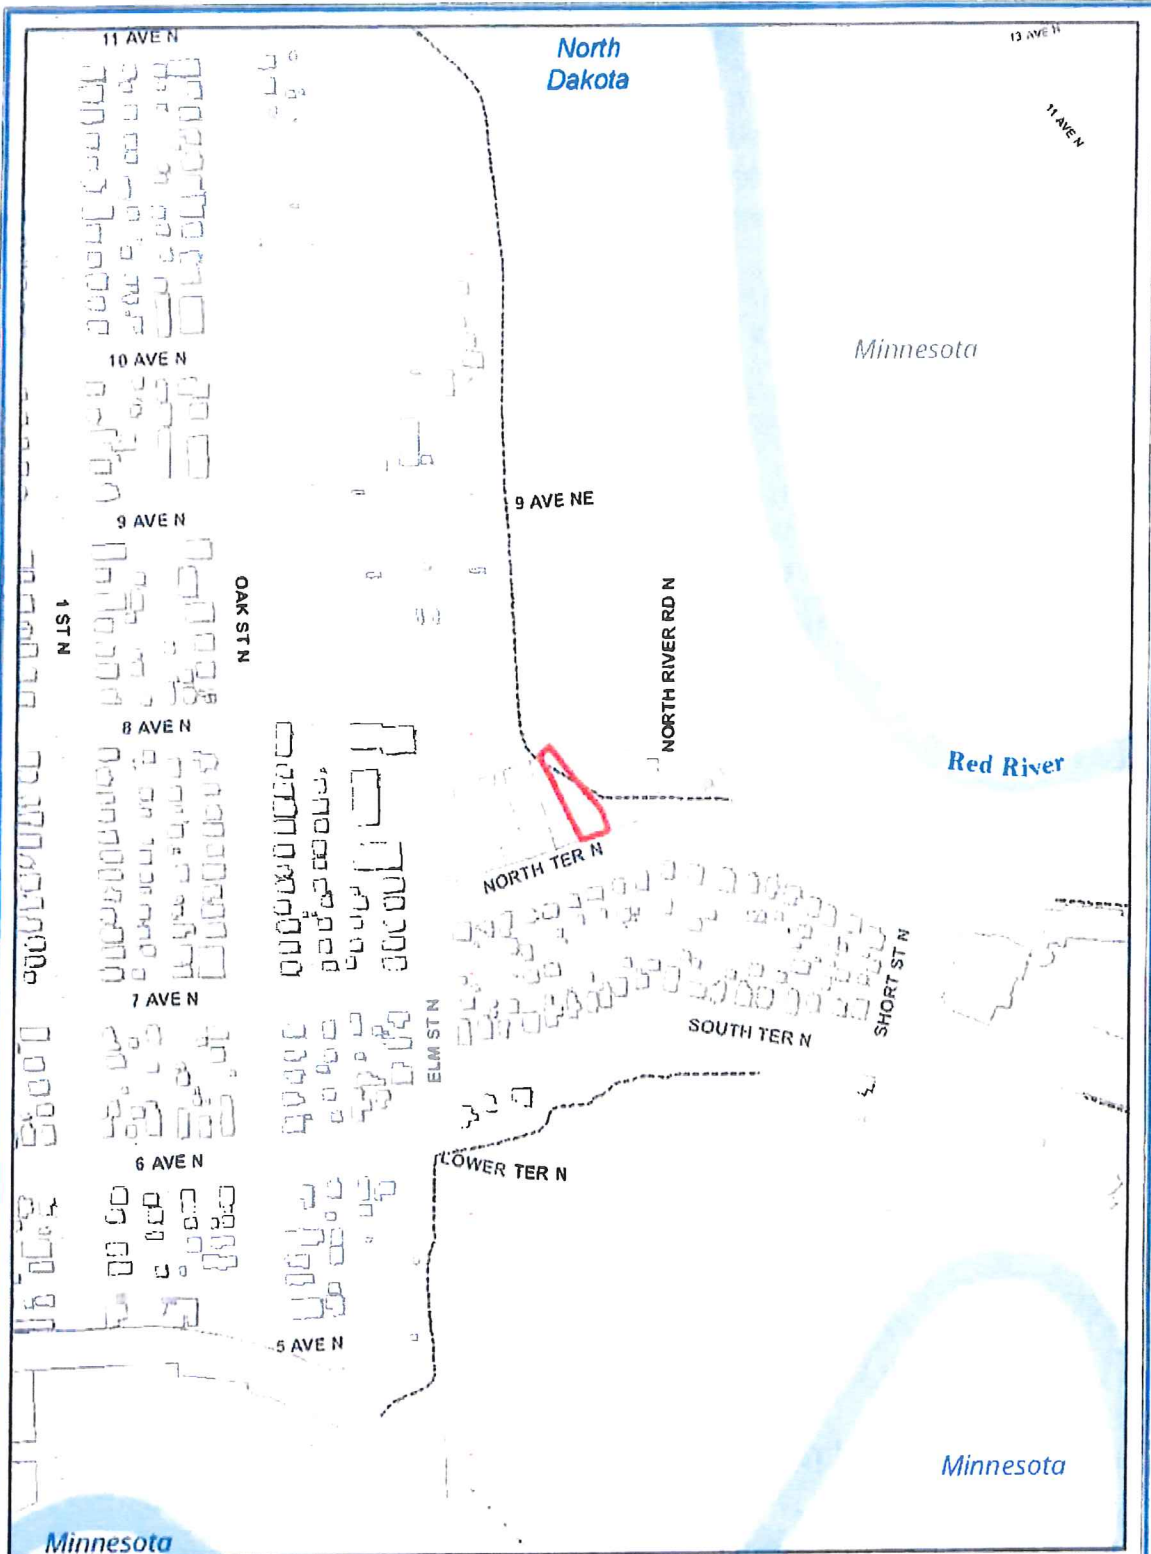 11 AVE N
North
Dakota
13 AVE N
11 AVE N
Minnesota
10 AVE N
9 AVE NE
9 AVE N
1 ST N
OAK ST N
NORTH RIVER RD N
8 AVE N
Red River
NORTH TER N
SHORT ST N
7 AVE N
ELM ST N
SOUTH TER N
6 AVE N
LOWER TER N
5 AVE N
Minnesota
Minnesota